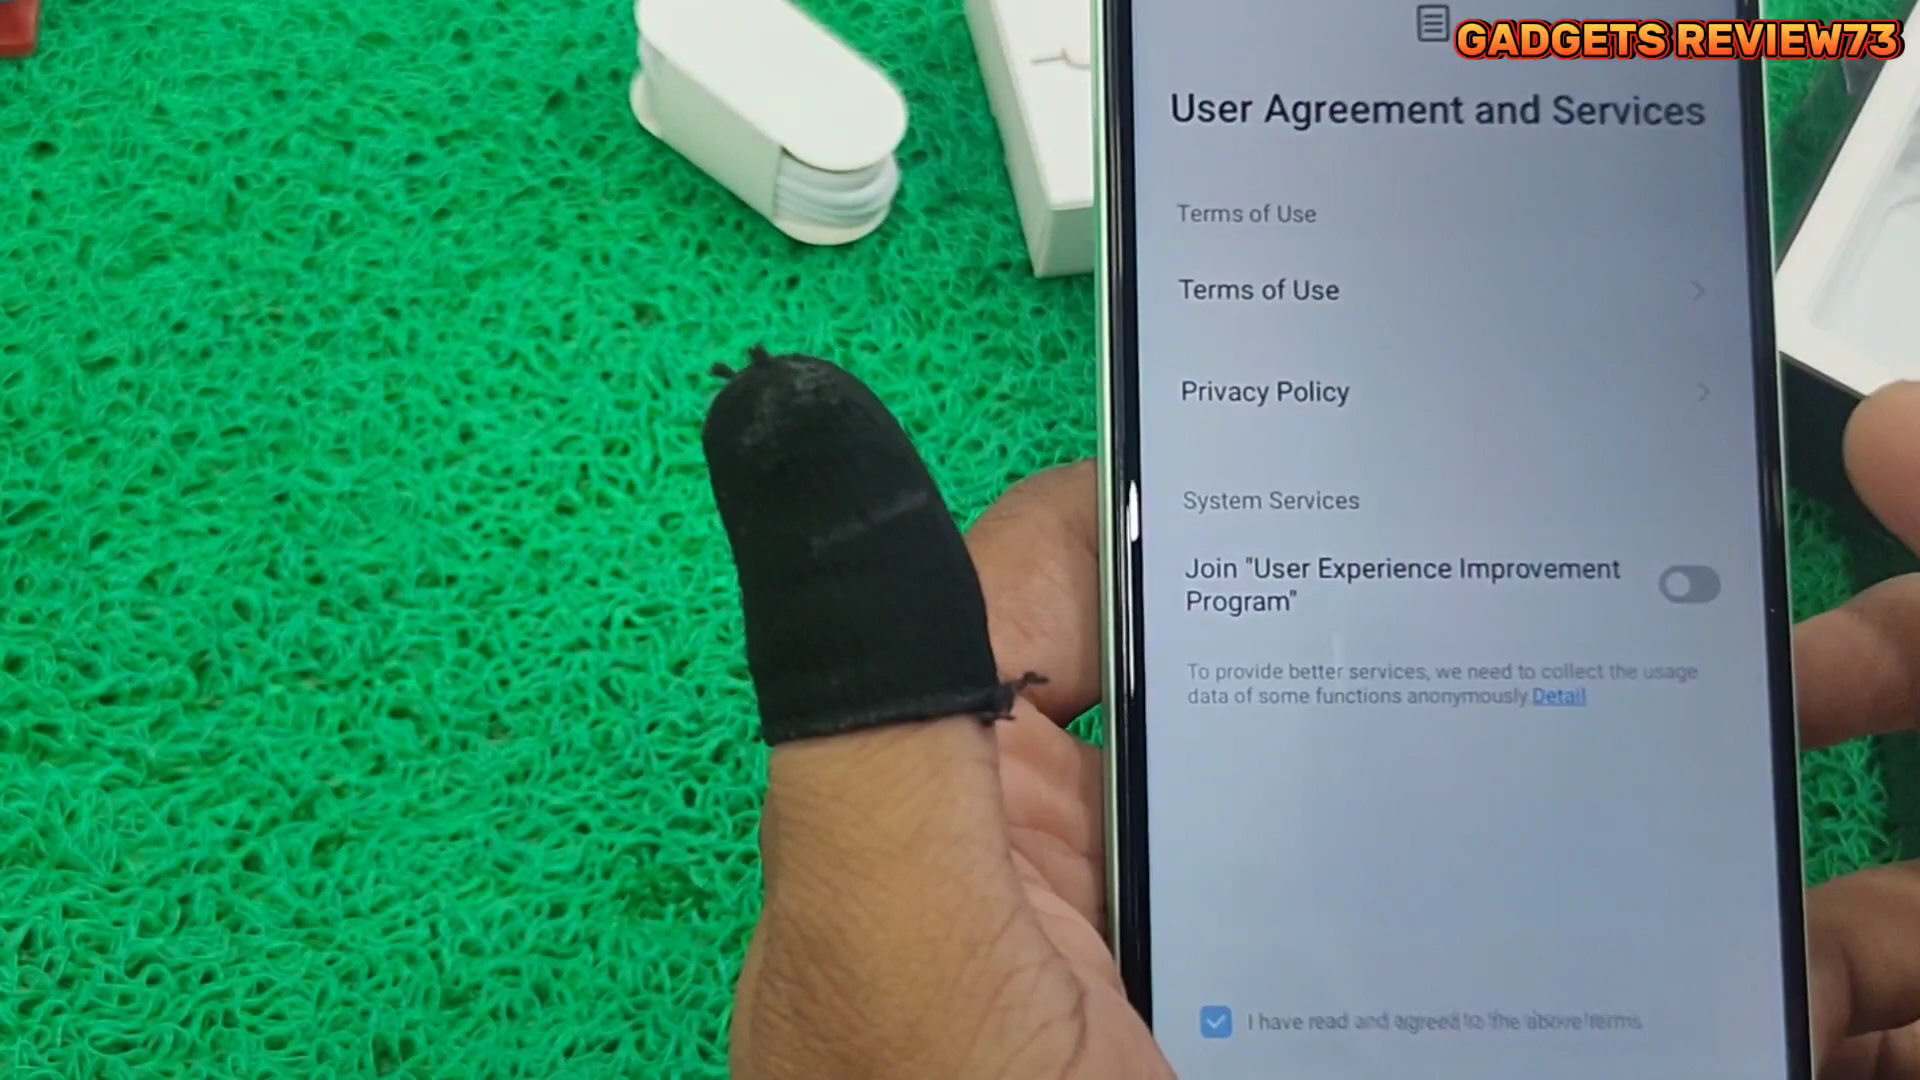 GADGETS REVIEW73
User Agreement and Services
Terms of Use
Terms of Use
Privacy Policy
System Services
Join "User Experience Improvement
Program"
To provide better services, we need to collect the usage
data of some functions anonymously.Detail
I have read and agreed to the above terms